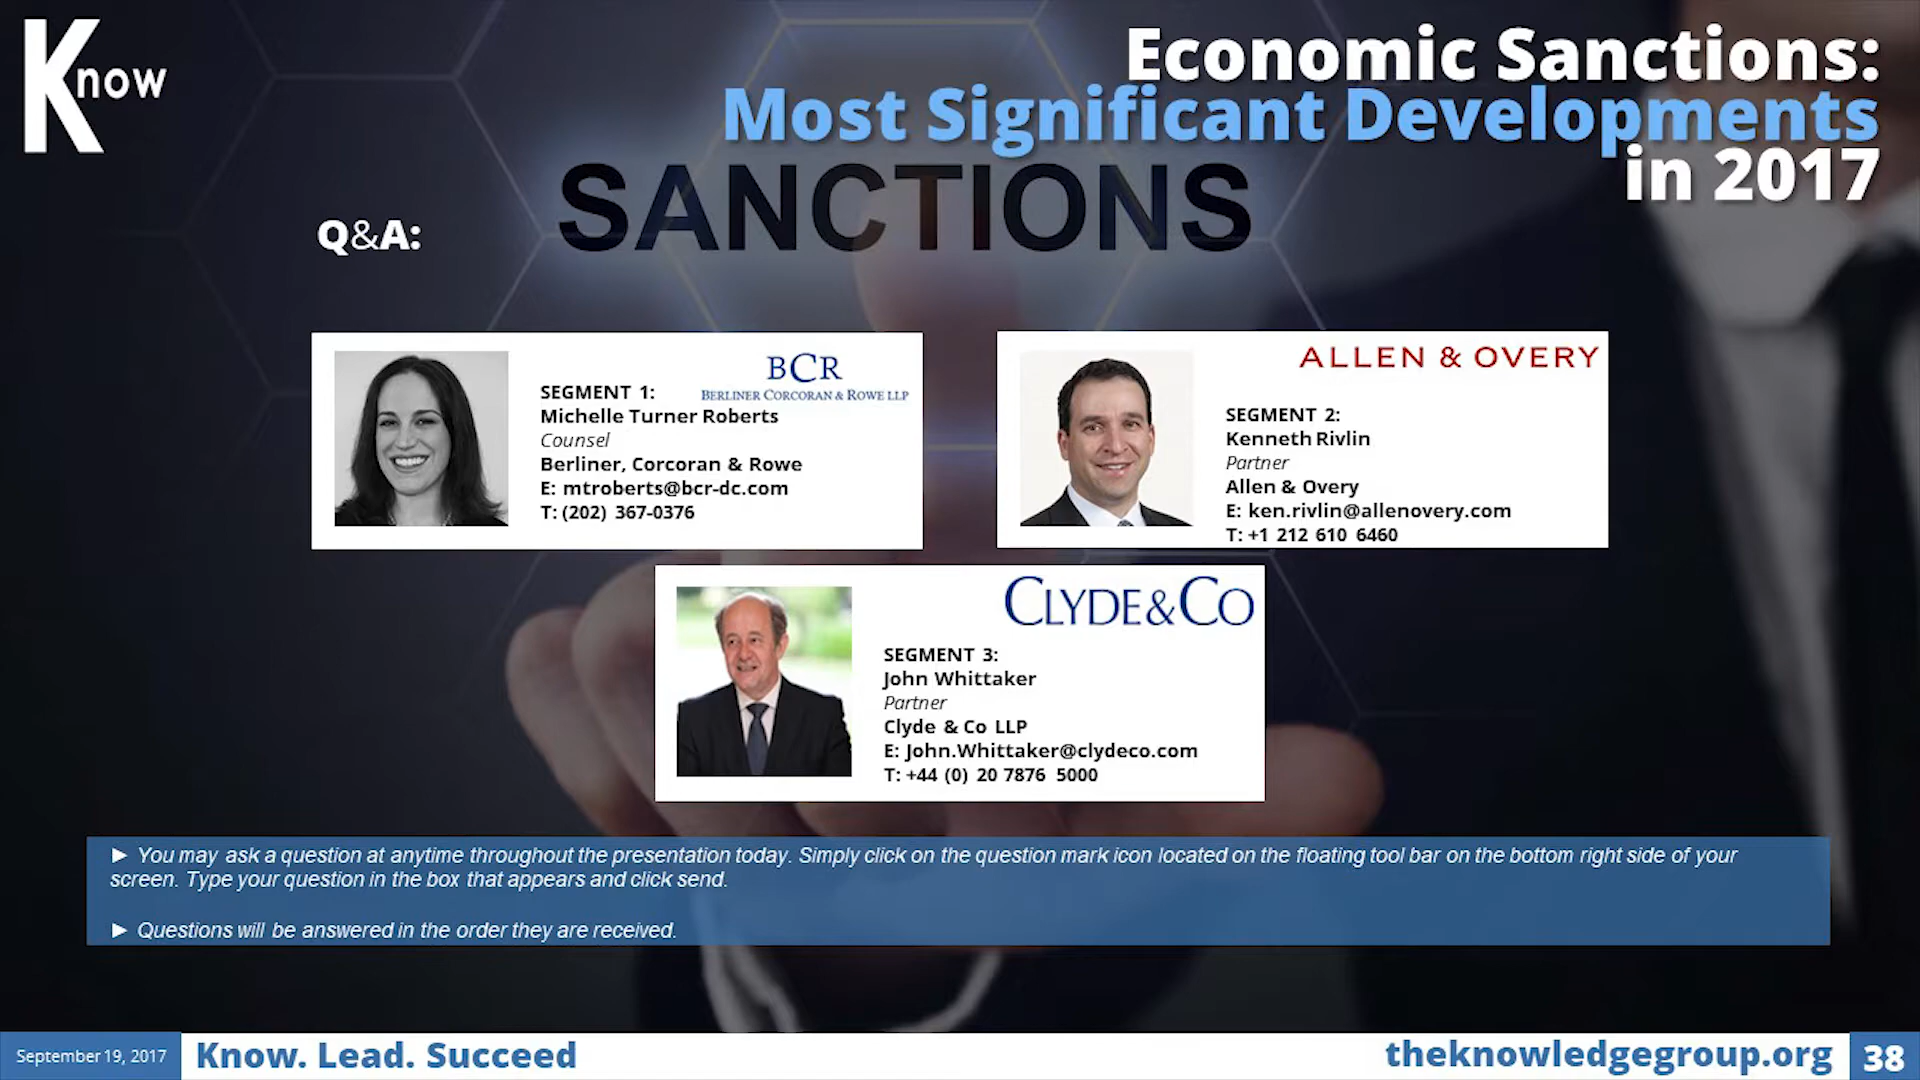 Know
Economic Sanctions:
Most Significant Developments
in 2017
SANCTIONS
Q&A:
BCR
BERLINER CORCORAN & ROWE LLP
SEGMENT 1:
Michelle Turner Roberts
Counsel
Berliner, Corcoran & Rowe
E: mtroberts@bcr-dc.com
T: (202) 367-0376
ALLEN & OVERY
SEGMENT 2:
Kenneth Rivlin
Partner
Allen & Overy
E: ken.rivlin@allenovery.com
T: +1 212 610 6460
CLYDE&CO
SEGMENT 3:
John Whittaker
Partner
Clyde & Co LLP
E: John.Whittaker@clydeco.com
T: +44 (0) 20 7876 5000
► You may ask a question at anytime throughout the presentation today. Simply click on the question mark icon located on the floating tool bar on the bottom right side of your
screen. Type your question in the box that appears and click send.
► Questions will be answered in the order they are received.
September 19, 2017
Know. Lead. Succeed
theknowledgegroup.org
38